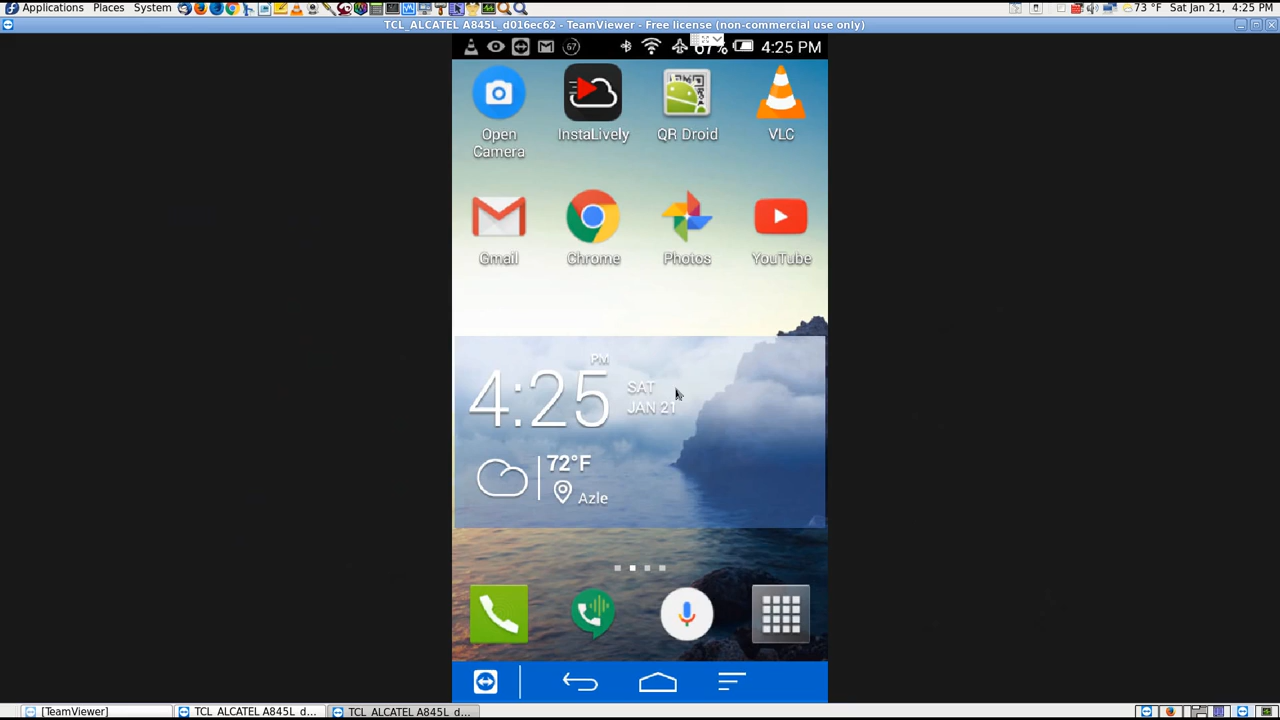 Applications Places System
73 °F Sat Jan 21, 4:25 PM
TCL_ALCATEL A845L_d016ec62 - TeamViewer - Free license (non-commercial use only)
67 67% 4:25 PM
Open Camera
InstaLively
QR Droid
VLC
Gmail
Chrome
Photos
YouTube
PM
4:25
SAT
JAN 21
72°F
Azle
[TeamViewer]
TCL_ALCATEL A845L_d...
TCL_ALCATEL A845L_d...